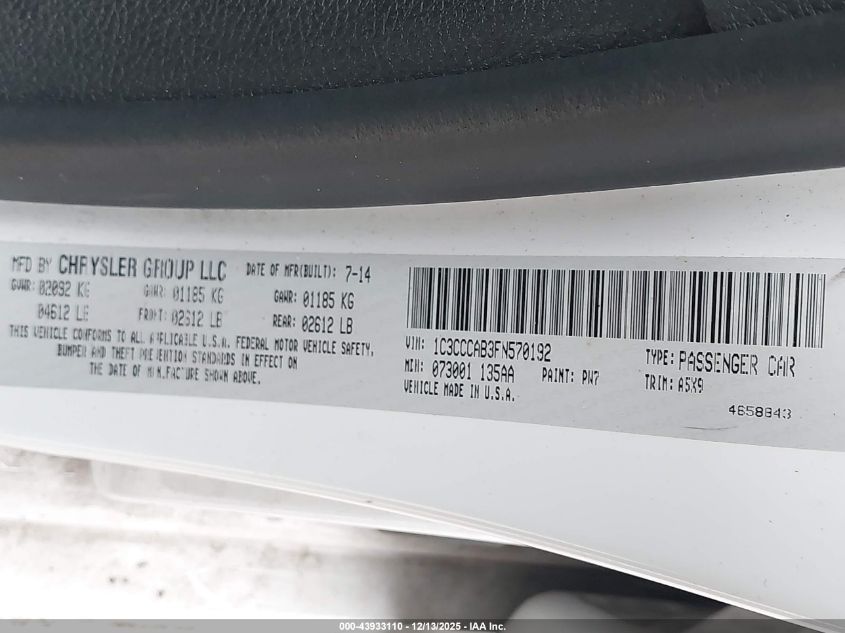 MFD BY CHRYSLER GROUP LLC
DATE OF MFR(BUILT): 7-14
GVWR: 02092 KG
04612 LB
GAWR: 01185 KG
FRONT: 02612 LB
GAWR: 01185 KG
REAR: 02612 LB
THIS VEHICLE CONFORMS TO ALL APPLICABLE U.S.A. FEDERAL MOTOR VEHICLE SAFETY,
BUMPER AND THEFT PREVENTION STANDARDS IN EFFECT ON
THE DATE OF MANUFACTURE SHOWN ABOVE.
VIN: 1C3CCCAB3FN570192
TYPE: PASSENGER CAR
MDH: 073001 135AA
PAINT: PW7
TRIM: A5X9
VEHICLE MADE IN U.S.A.
4658843
000-43933110 - 12/13/2025 - IAA Inc.